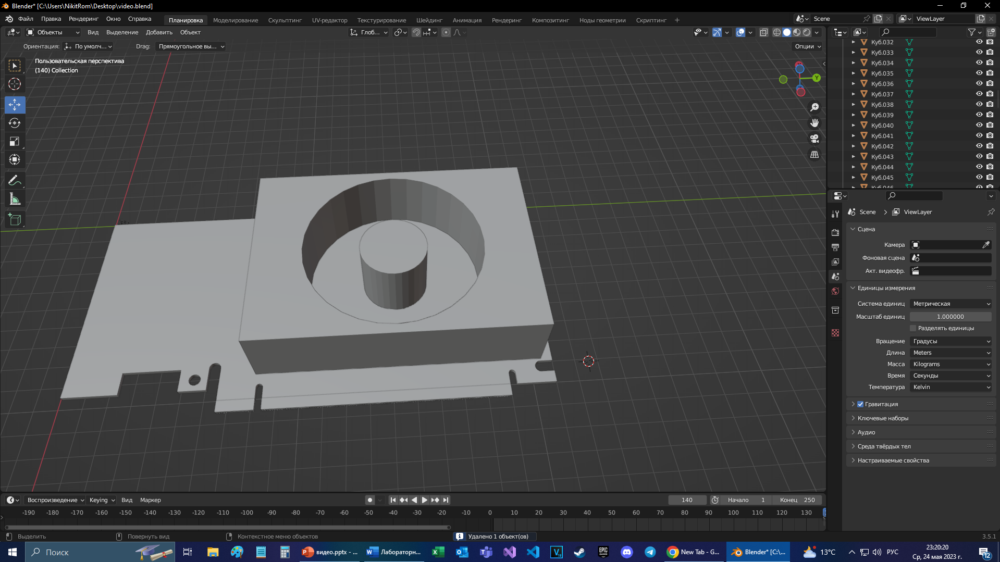 Blender* [C:\Users\NikitRom\Desktop\video.blend]
Файл Правка Рендеринг Окно Справка
Планировка Моделирование Скульптинг UV-редактор Текстурирование Шейдинг Анимация Рендеринг Композитинг Ноды геометрии Скриптинг +
Scene
ViewLayer
Объекты Вид Выделение Добавить Объект
Глоб...
Ориентация: По умолч... Drag: Прямоугольное вы...
Опции
Пользовательская перспектива
(140) Collection
Y
Куб.032
Куб.033
Куб.034
Куб.035
Куб.036
Куб.037
Куб.038
Куб.039
Куб.040
Куб.041
Куб.042
Куб.043
Куб.044
Куб.045
Куб.046
Scene > ViewLayer
Сцена
Камера
Фоновая сцена
Акт. видеофр.
Единицы измерения
Система единиц Метрическая
Масштаб единиц 1.000000
Разделять единицы
Вращение Градусы
Длина Meters
Масса Kilograms
Время Секунды
Температура Kelvin
Гравитация
Ключевые наборы
Аудио
Среда твёрдых тел
Настраиваемые свойства
Воспроизведение Keying Вид Маркер
140
Начало 1
Конец 250
-190 -180 -170 -160 -150 -140 -130 -120 -110 -100 -90 -80 -70 -60 -50 -40 -30 -20 -10 0 10 20 30 40 50 60 70 80 90 100 110 120 130
Выделить Повернуть вид Контекстное меню объектов
Удалено 1 объект(ов)
3.5.1
Поиск
видео.pptx - ...
Лабораторн...
New Tab - G...
Blender* [C:\...
13°C
РУС
23:20:20
Ср, 24 мая 2023 г.
12